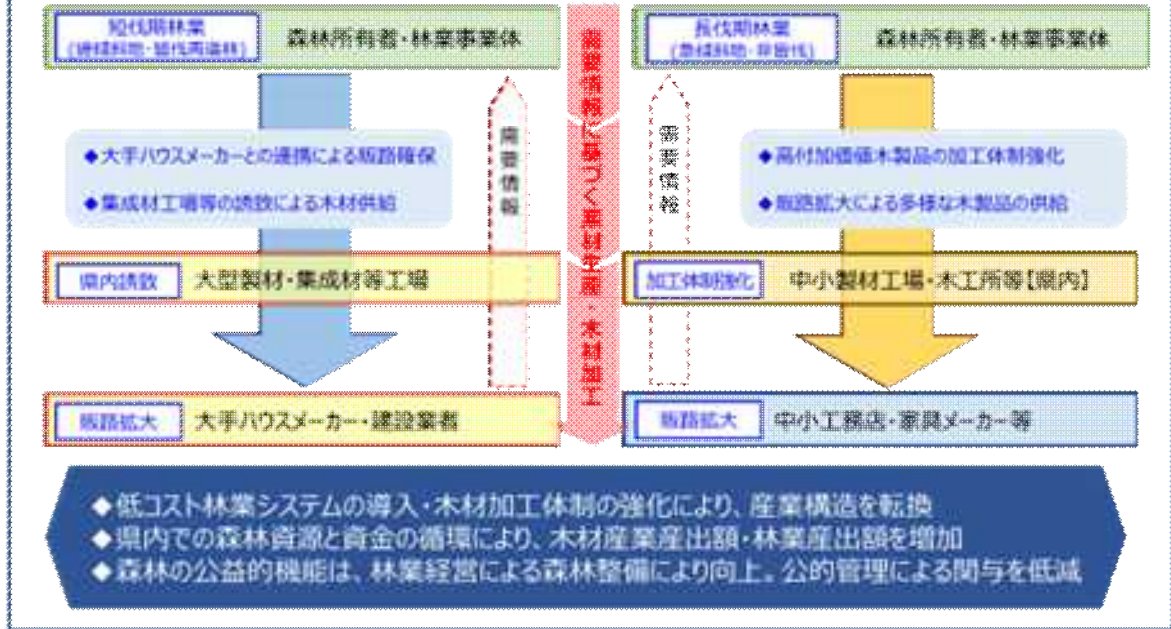 短伐期林業
(緩傾斜地・皆伐再造林)
森林所有者・林業事業体
◆大手ハウスメーカーとの連携による販路確保
◆集成材工場等の誘致による木材供給
需要情報
県内誘致
大型製材・集成材等工場
販路拡大
大手ハウスメーカー・建設業者
需要情報に基づく素材生産・木材加工
長伐期林業
(急傾斜地・非皆伐)
森林所有者・林業事業体
需要情報
◆高付加価値木製品の加工体制強化
◆販路拡大による多様な木製品の供給
加工体制強化
中小製材工場・木工所等【県内】
販路拡大
中小工務店・家具メーカー等
◆低コスト林業システムの導入・木材加工体制の強化により、産業構造を転換
◆県内での森林資源と資金の循環により、木材産業産出額・林業産出額を増加
◆森林の公益的機能は、林業経営による森林整備により向上。公的管理による関与を低減